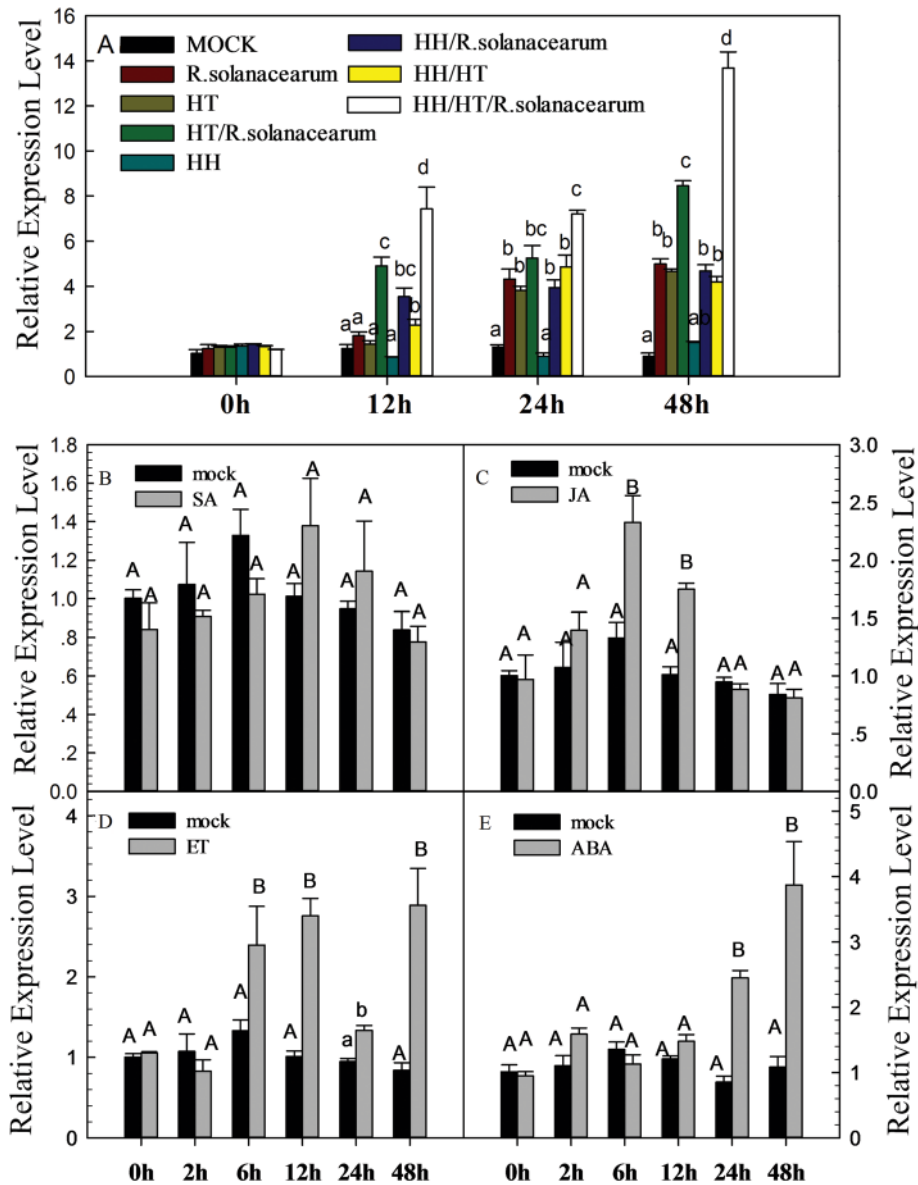 Relative Expression Level
16
14
12
10
8
6
4
2
0
A
MOCK
R.solanacearum
HT
HT/R.solanacearum
HH
HH/R.solanacearum
HH/HT
HH/HT/R.solanacearum
a a a c a bc b d
a b b bc a b b c
a b b c a b ab d
0h 12h 24h 48h
Relative Expression Level
1.8
1.6
1.4
1.2
1.0
.8
.6
.4
.2
0.0
B
mock
SA
A A A A A A A A A A A A
C
mock
JA
A A A A A B A B A A A A
3.0
2.5
2.0
1.5
1.0
.5
0.0
Relative Expression Level
Relative Expression Level
4
3
2
1
0
D
mock
ET
A A A A A B A B a b A B
0h 2h 6h 12h 24h 48h
E
mock
ABA
A A A A A A A A A B A B
0h 2h 6h 12h 24h 48h
5
4
3
2
1
0
Relative Expression Level